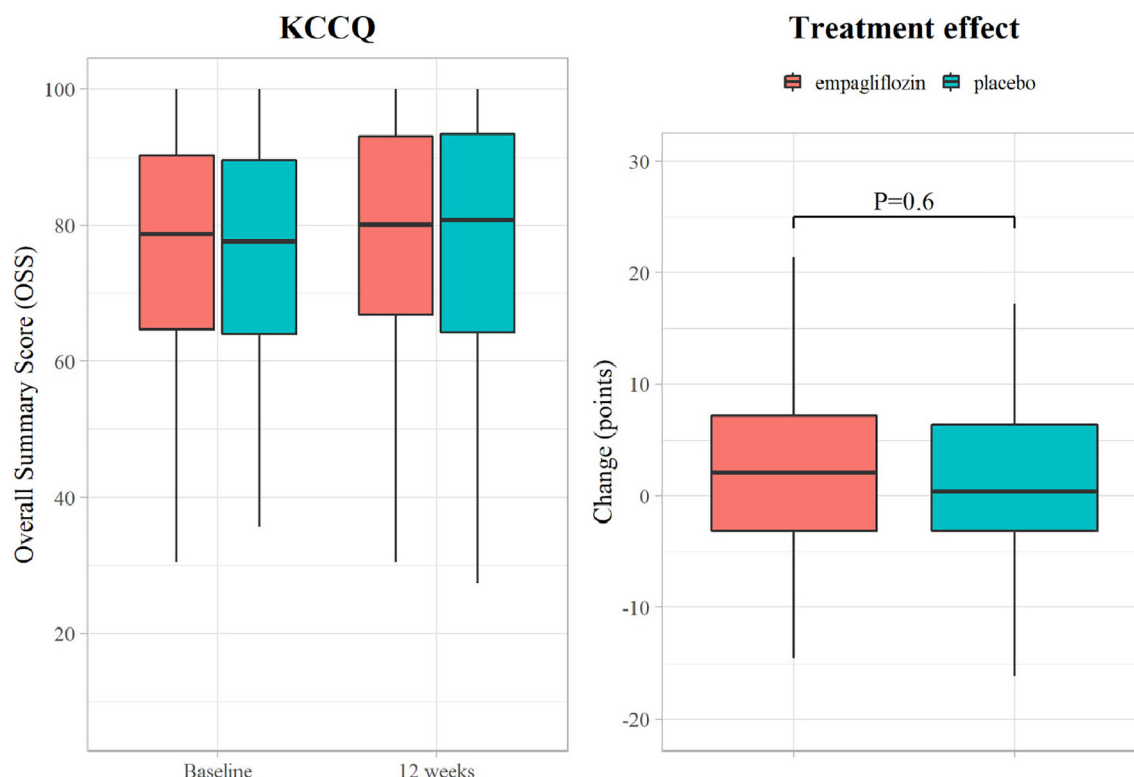 KCCQ
Overall Summary Score (OSS)
100
80
60
40
20
Baseline
12 weeks
Treatment effect
empagliflozin
placebo
Change (points)
30
20
10
0
-10
-20
P=0.6